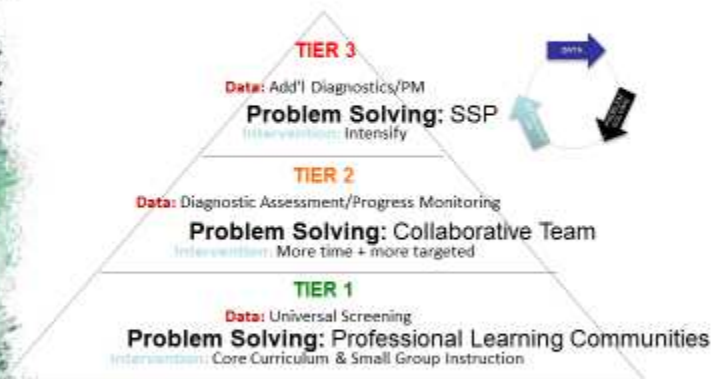 TIER 3
Data: Add'l Diagnostics/PM
Problem Solving: SSP
Intervention: Intensify
DATA
TIER 2
Data: Diagnostic Assessment/Progress Monitoring
Problem Solving: Collaborative Team
Intervention: More time + more targeted
TIER 1
Data: Universal Screening
Problem Solving: Professional Learning Communities
Intervention: Core Curriculum & Small Group Instruction